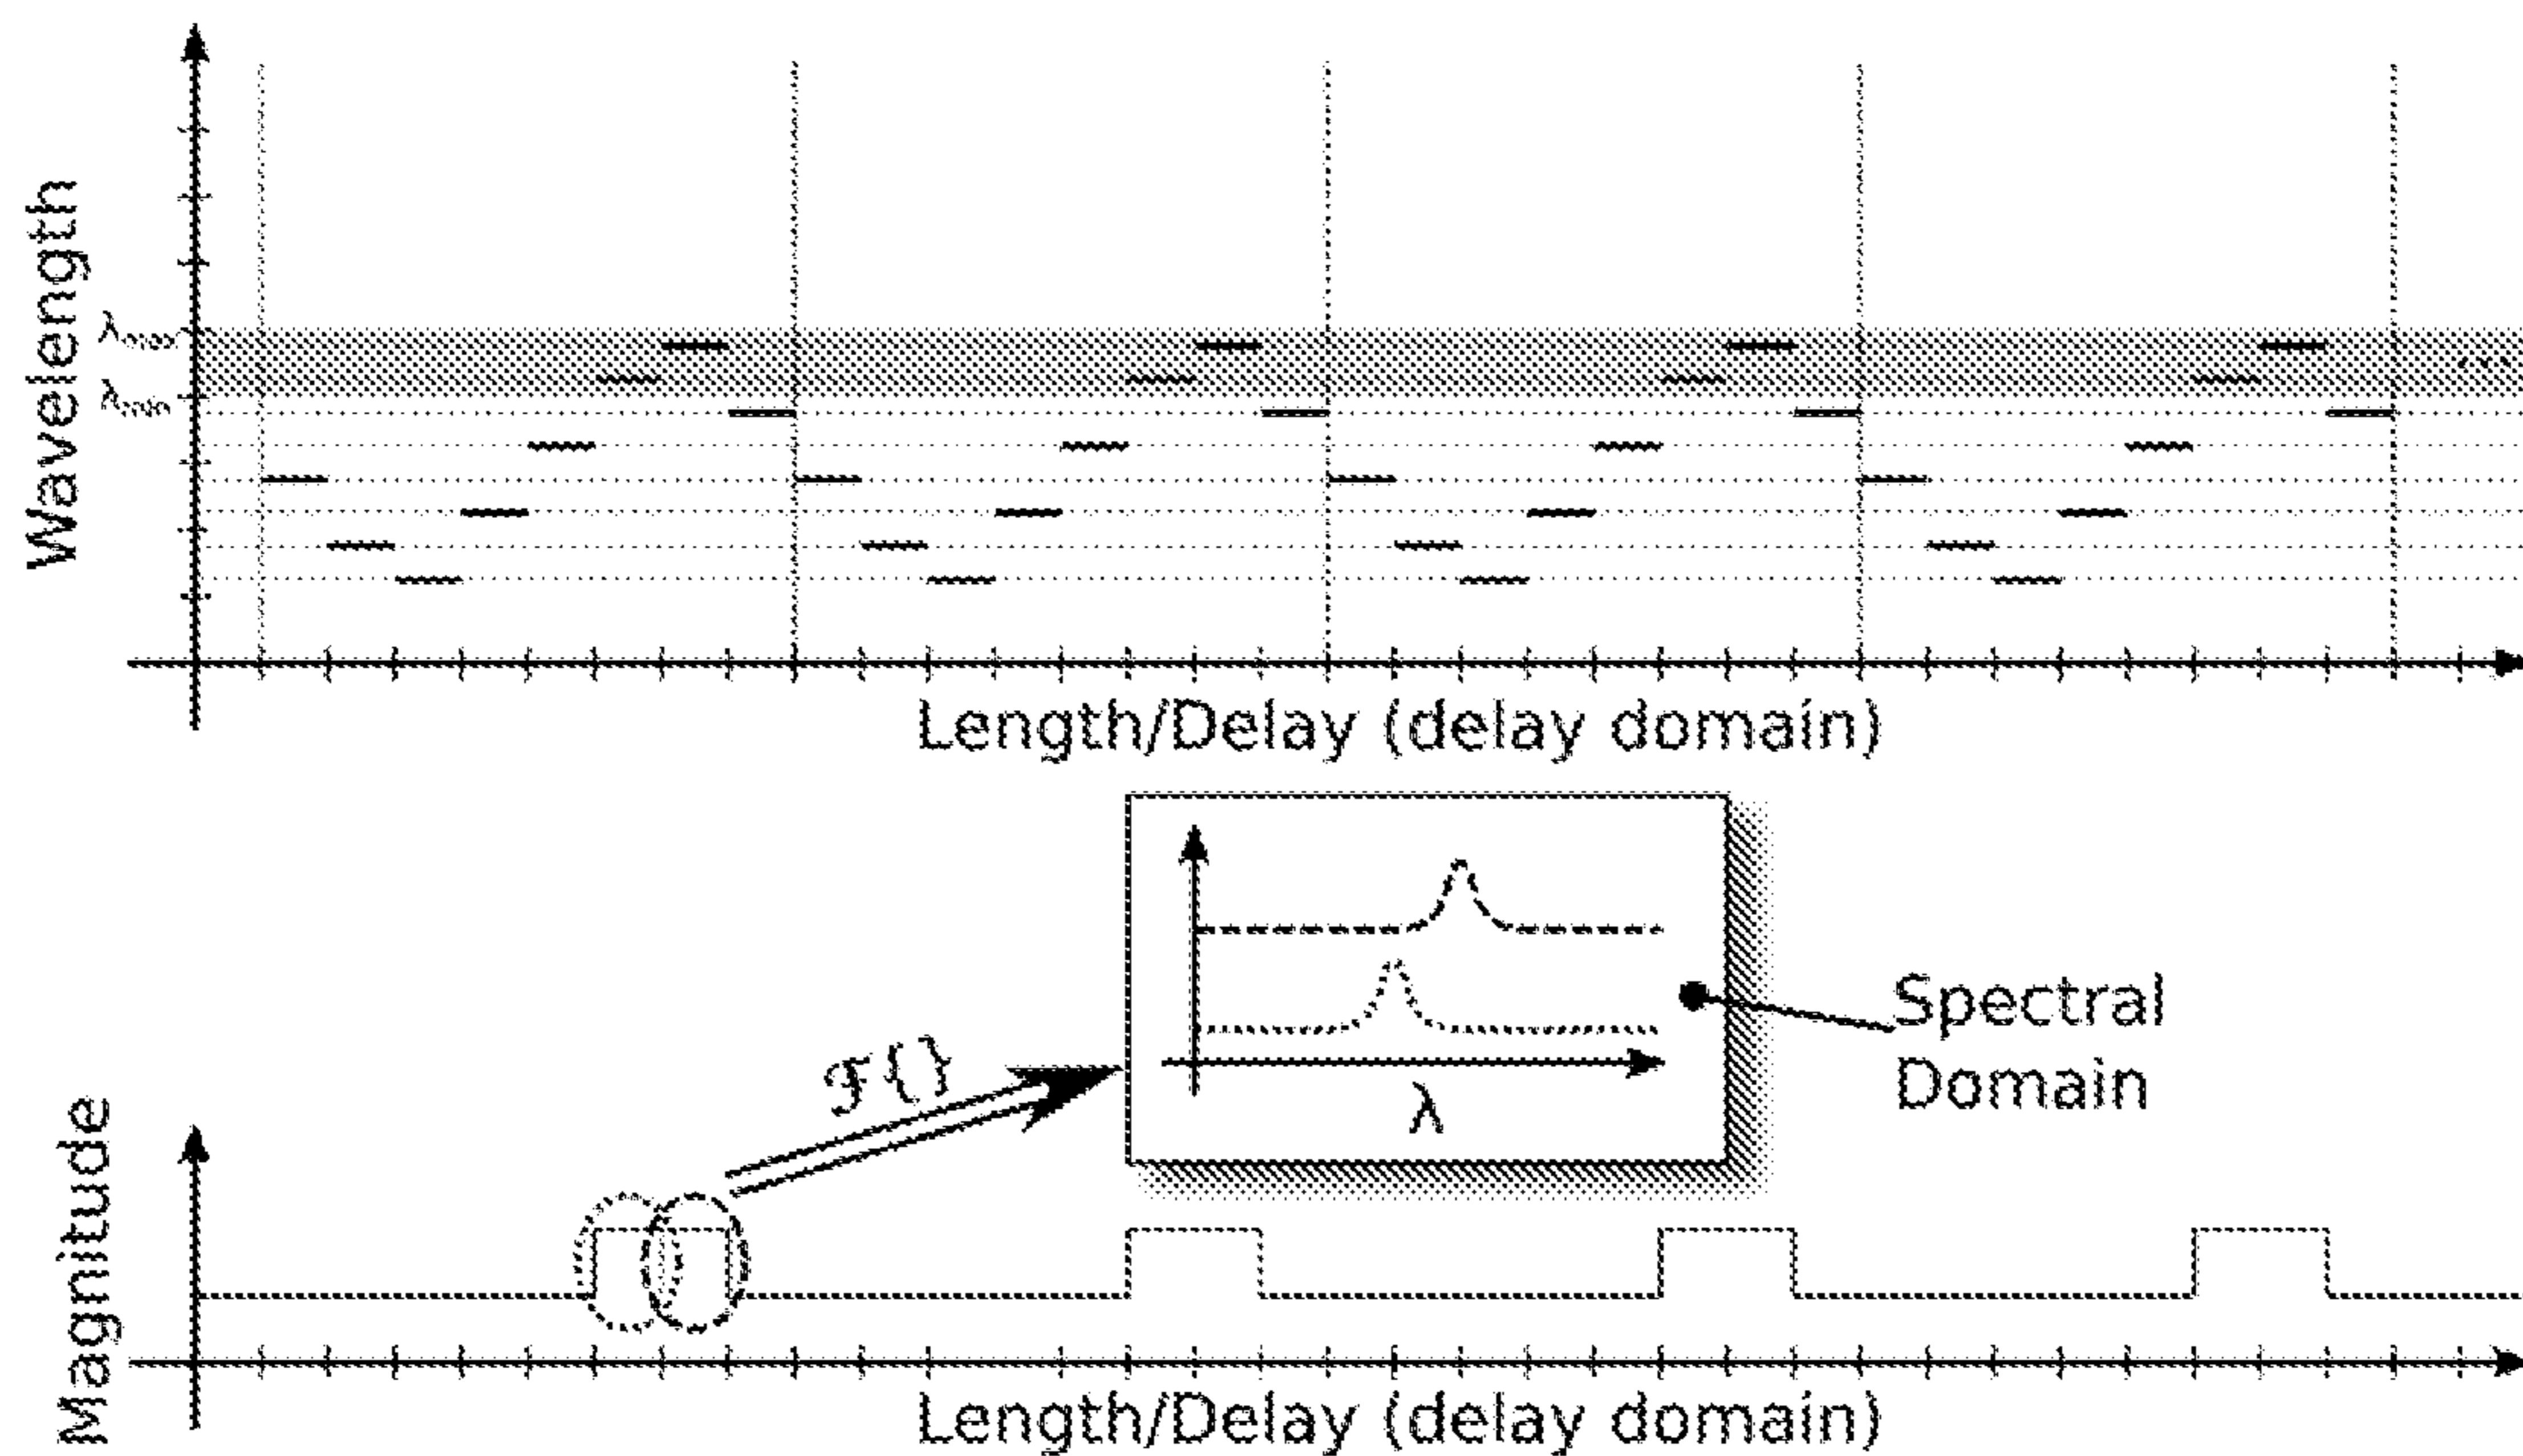 Wavelength
λmax
λmin
...
Length/Delay (delay domain)
ℱ{}
λ
Spectral
Domain
Magnitude
Length/Delay (delay domain)